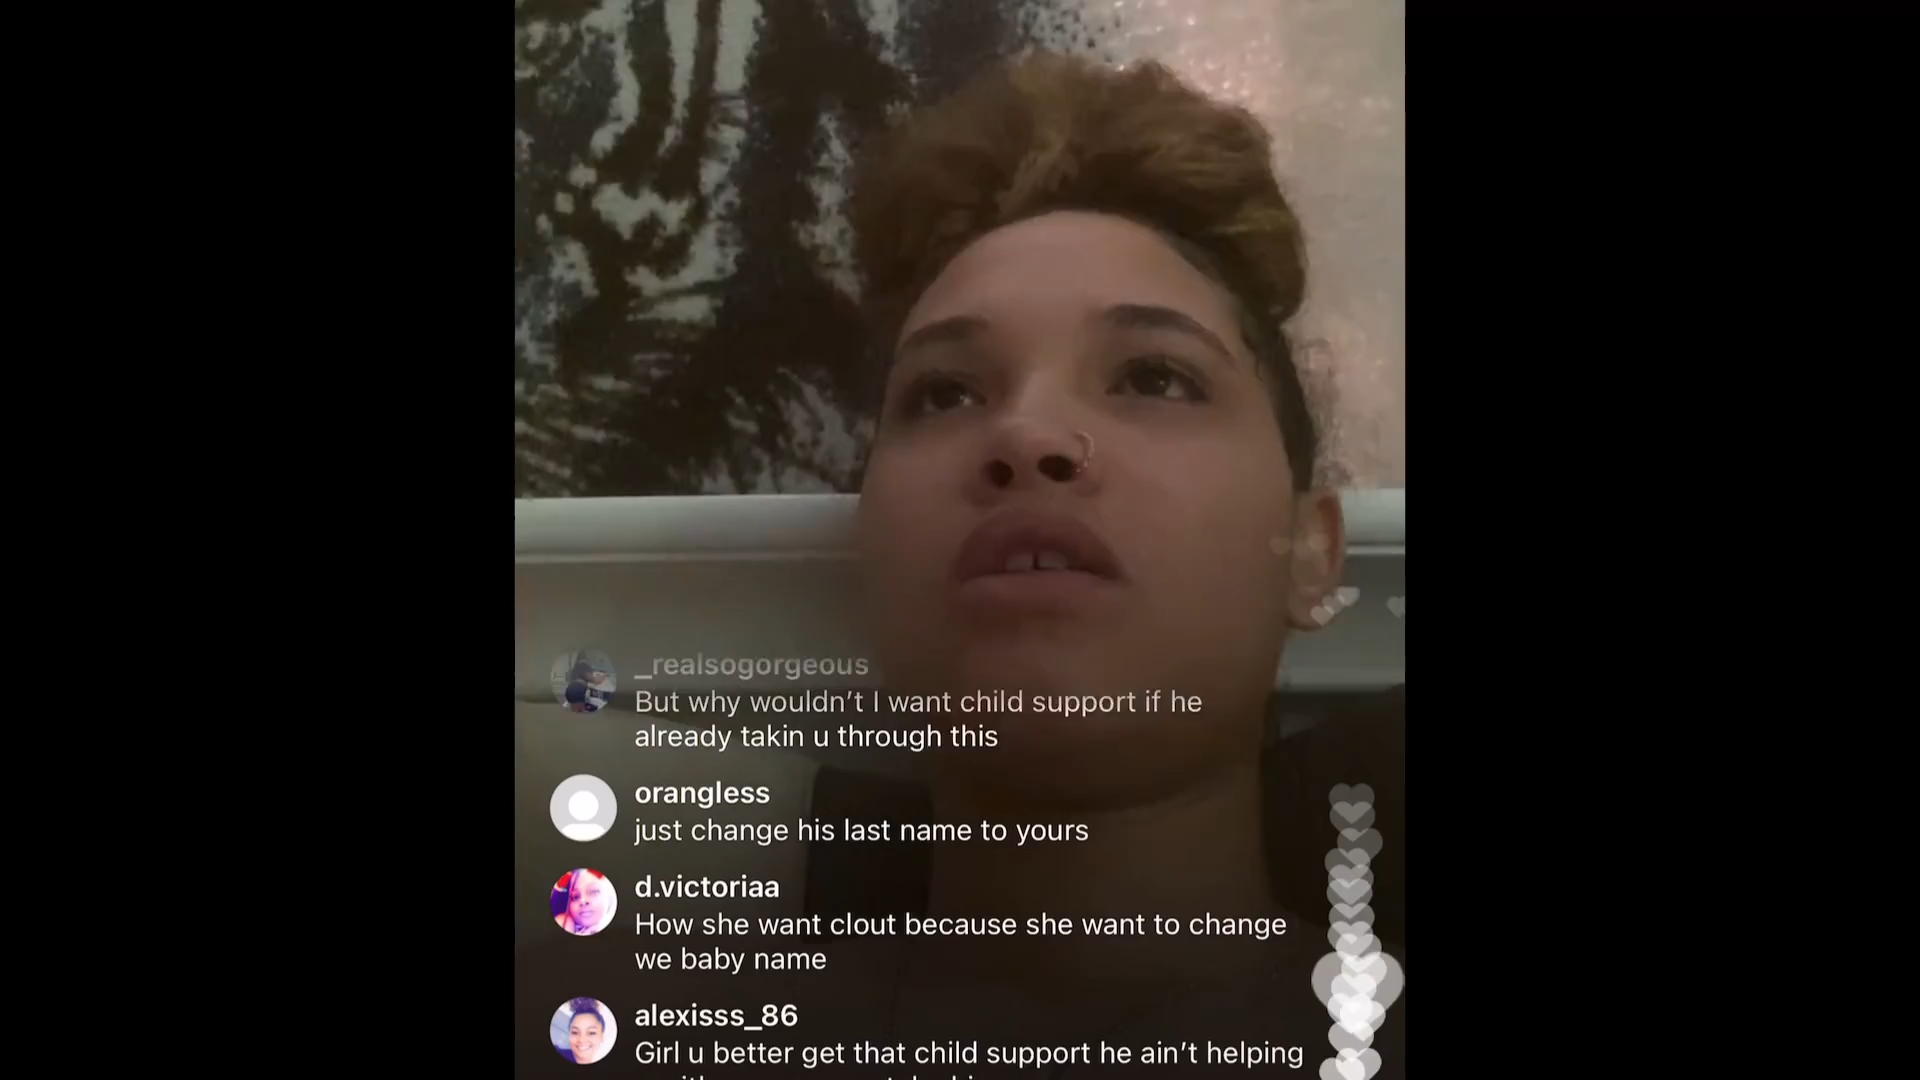 _realsogorgeous
But why wouldn't I want child support if he
already takin u through this
orangless
just change his last name to yours
d.victoriaa
How she want clout because she want to change
we baby name
alexisss_86
Girl u better get that child support he ain't helping